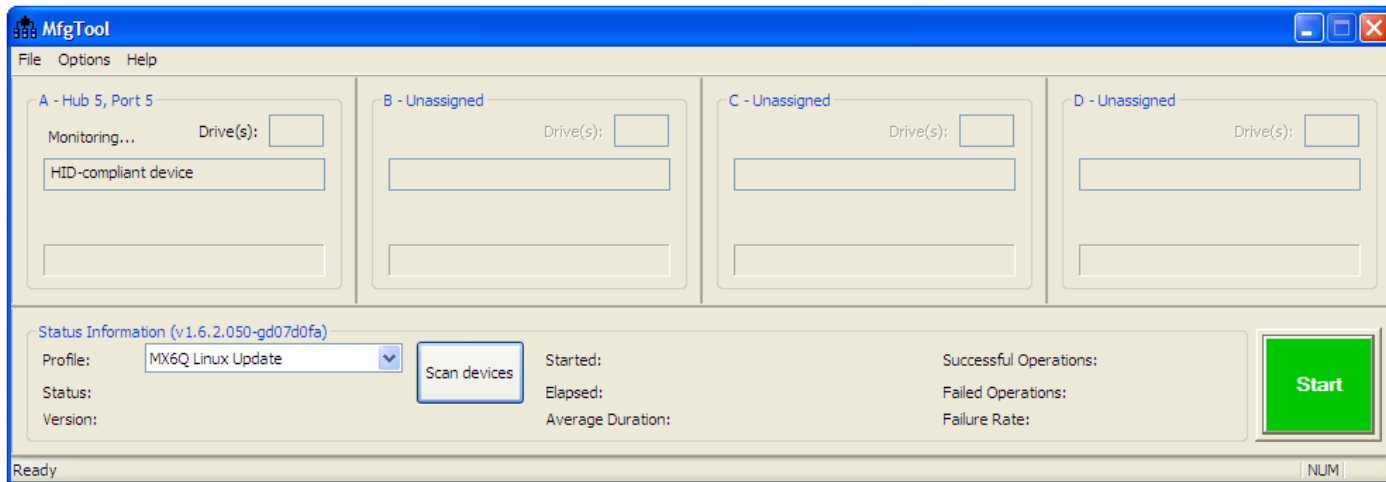 MfgTool
File Options Help
A - Hub 5, Port 5
Monitoring... Drive(s):
HID-compliant device
B - Unassigned
Drive(s):
C - Unassigned
Drive(s):
D - Unassigned
Drive(s):
Status Information (v1.6.2.050-gd07d0fa)
Profile: MX6Q Linux Update
Status:
Version:
Scan devices
Started:
Elapsed:
Average Duration:
Successful Operations:
Failed Operations:
Failure Rate:
Start
Ready NUM